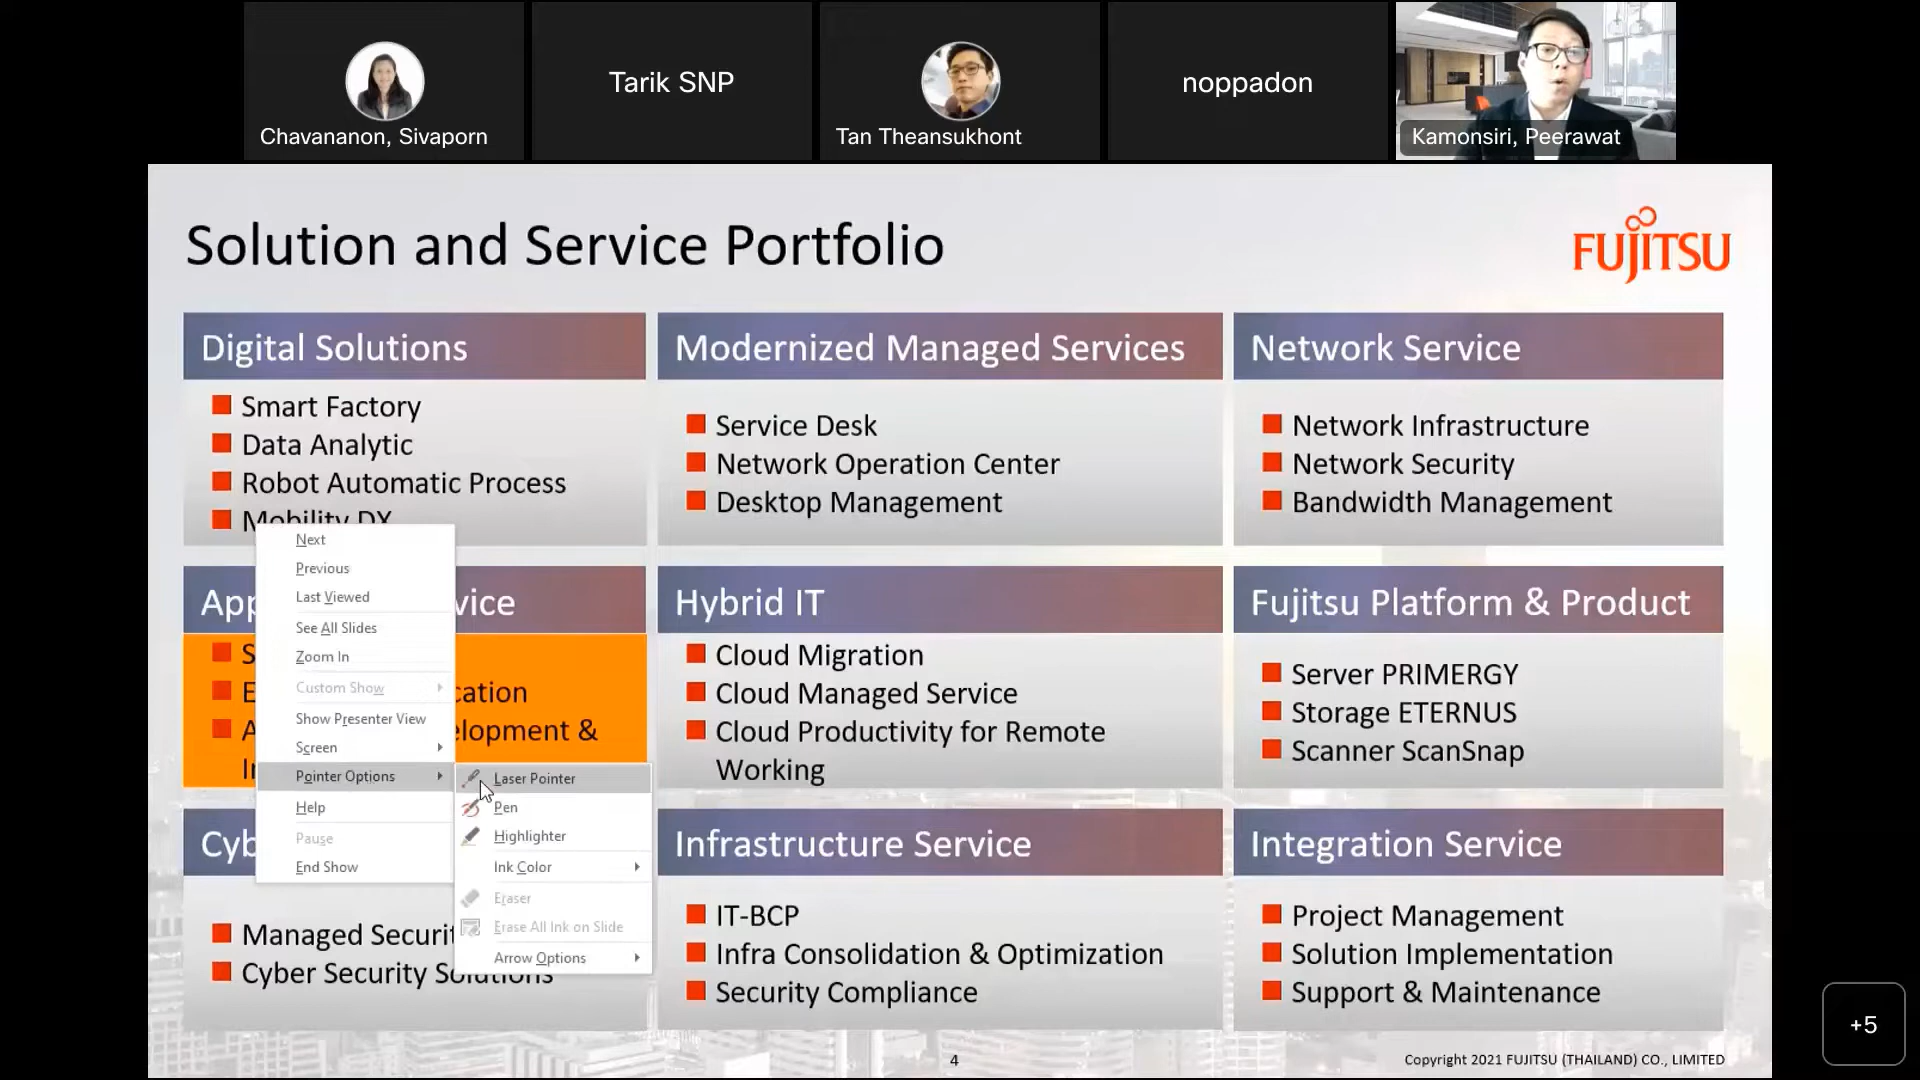 Chavananon, Sivaporn
Tarik SNP
Tan Theansukhont
noppadon
Kamonsiri, Peerawat
Solution and Service Portfolio
FUJITSU
Digital Solutions
Smart Factory
Data Analytic
Robot Automatic Process
Mobility DX
Modernized Managed Services
Service Desk
Network Operation Center
Desktop Management
Network Service
Network Infrastructure
Network Security
Bandwidth Management
Next
Previous
Last Viewed
See All Slides
Zoom In
Custom Show
Show Presenter View
Screen
Pointer Options
Help
Pause
End Show
Laser Pointer
Pen
Highlighter
Ink Color
Eraser
Erase All Ink on Slide
Arrow Options
Hybrid IT
Cloud Migration
Cloud Managed Service
Cloud Productivity for Remote
Working
Fujitsu Platform & Product
Server PRIMERGY
Storage ETERNUS
Scanner ScanSnap
Managed Securit
Cyber Security Solutions
Infrastructure Service
IT-BCP
Infra Consolidation & Optimization
Security Compliance
Integration Service
Project Management
Solution Implementation
Support & Maintenance
+5
4
Copyright 2021 FUJITSU (THAILAND) CO., LIMITED